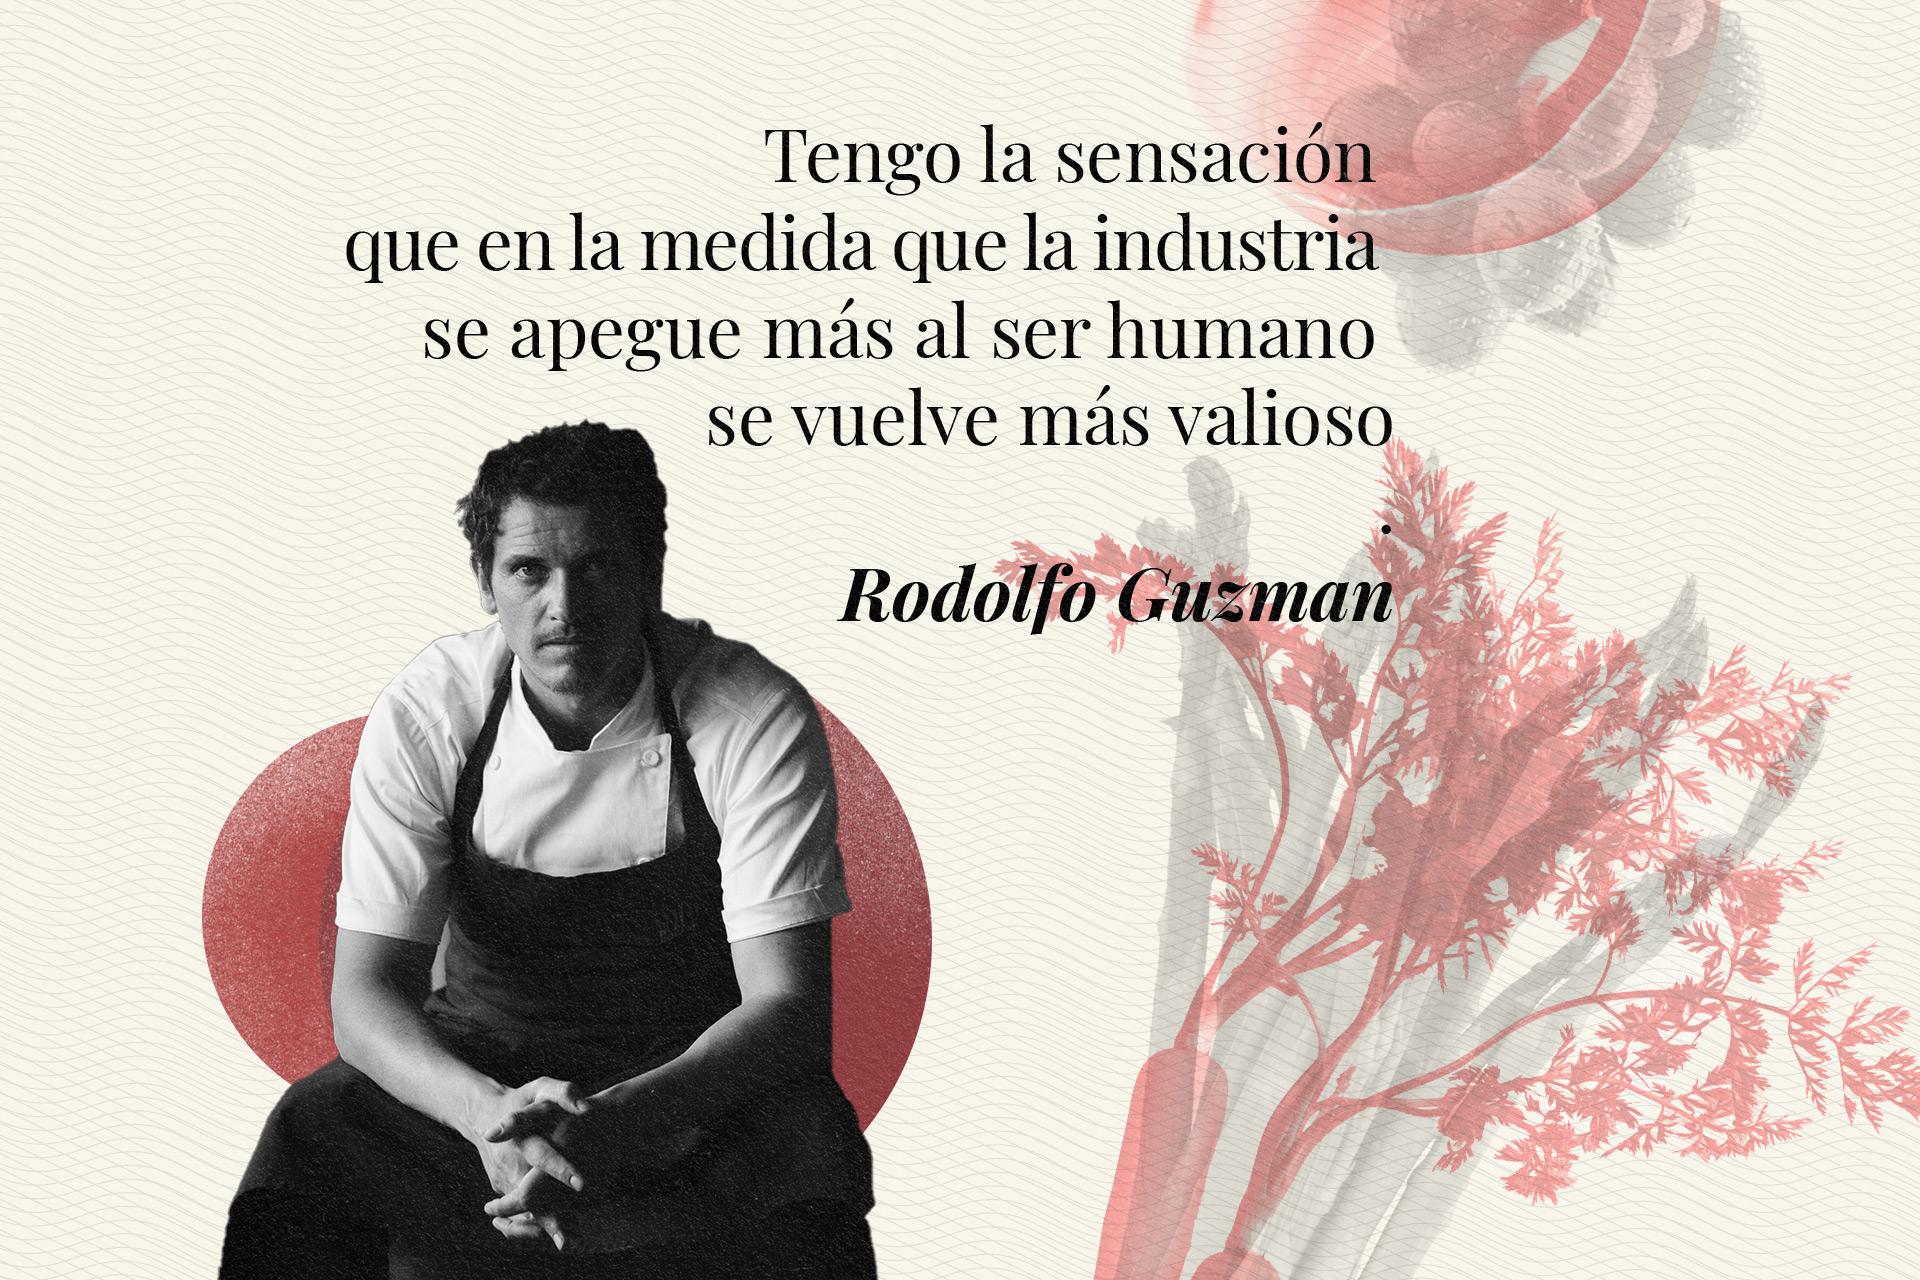 Tengo la sensación
que en la medida que la industria
se apegue más al ser humano
se vuelve más valioso
.
Rodolfo Guzman